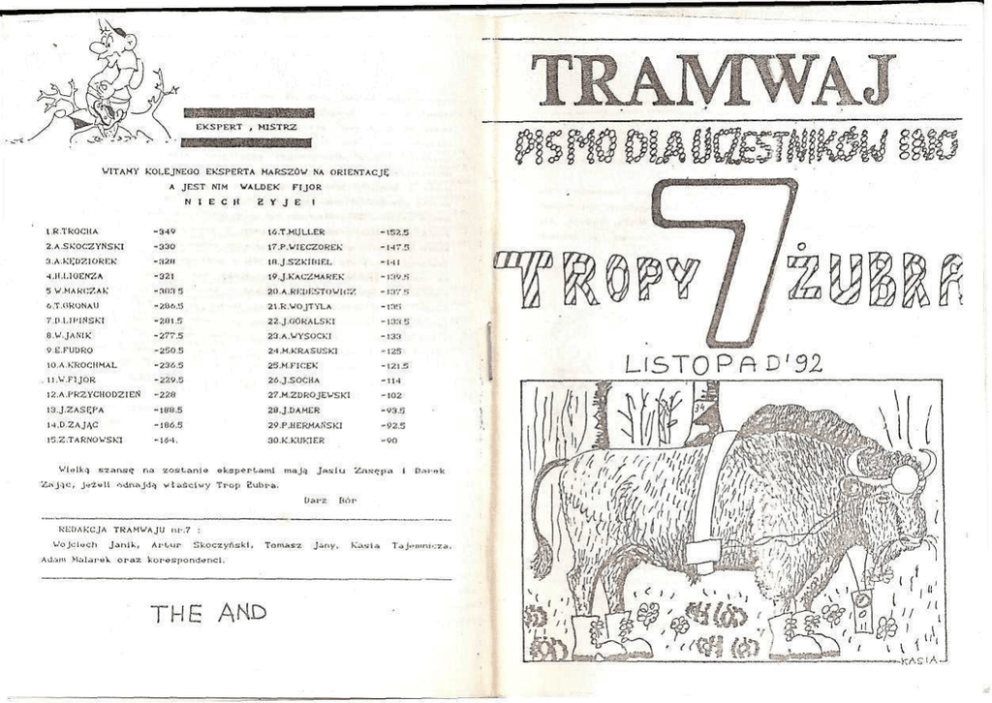 EKSPERT , MISTRZ
WITAMY KOLEJNEGO EKSPERTA MARSZÓW NA ORIENTACJĘ
A JEST NIM WALDEK FIJOR
NIECH ŻYJE !
1.R.TROCHA -349
2.A.SKOCZYŃSKI -330
3.A.KĘDZIOREK -328
4.H.LIGENZA -321
5.W.MARCZAK -303.5
6.T.GRONAU -286.5
7.D.LIPIŃSKI -281.5
8.W.JANIK -277.5
9.E.FUDRO -250.5
10.A.KROCHMAL -236.5
11.W.FIJOR -229.5
12.A.PRZYCHODZIEŃ -228
13.J.ZASĘPA -188.5
14.D.ZAJĄC -186.5
15.Z.TARNOWSKI -164.
16.T.MULLER -152.5
17.P.WIECZOREK -147.5
18.J.SZKIBIEL -141
19.J.KACZMAREK -139.5
20.A.REDESTOWICZ -137.5
21.R.WOJTYLA -135
22.J.GÓRALSKI -133.5
23.A.WYSOCKI -133
24.M.KRASUSKI -125
25.M.FICEK -121.5
26.J.SOCHA -114
27.M.ZDROJEWSKI -102
28.J.DAMER -93.5
29.P.HERMAŃSKI -92.5
30.K.KUKIER -90
Wielką szansę na zostanie ekspertami mają Jasiu Zasępa i Darek
Zając, jeżeli odnajdą właściwy Trop Żubra.
Darz Bór
REDAKCJA TRAMWAJU nr.7 :
Wojciech Janik, Artur Skoczyński, Tomasz Jany, Kasia Tajemnicza,
Adam Malarek oraz korespondenci.
THE AND
TRAMWAJ
PISMO DLA UCZESTNIKÓW INO
7
TROPY ŻUBRA
LISTOPAD'92
34
KASIA